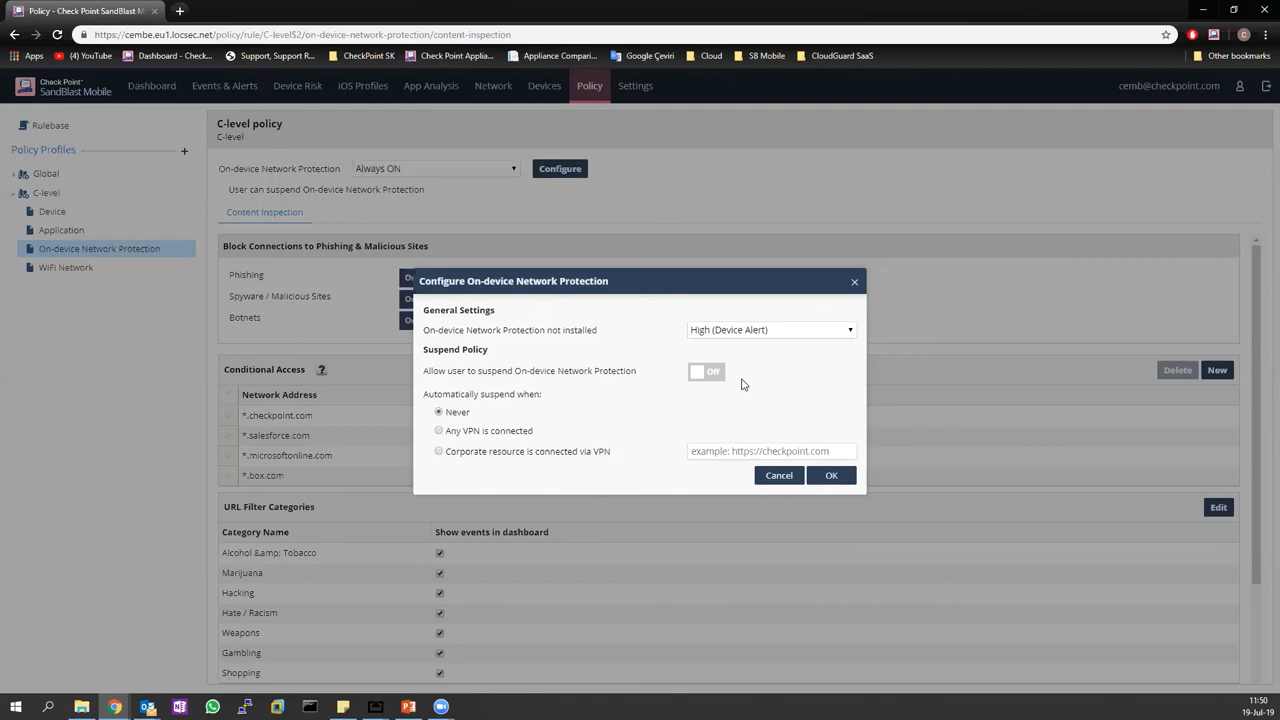 Policy - Check Point SandBlast Mobile
https://cembe.eu1.locsec.net/policy/rule/C-level$2/on-device-network-protection/content-inspection
Apps
(4) YouTube
Dashboard - Check...
Support, Support R...
CheckPoint SK
Check Point Applia...
Appliance Compari...
Google Çeviri
Cloud
SB Mobile
CloudGuard SaaS
Other bookmarks
Check Point
SandBlast Mobile
Dashboard
Events & Alerts
Device Risk
iOS Profiles
App Analysis
Network
Devices
Policy
Settings
cemb@checkpoint.com
Rulebase
Policy Profiles
Global
C-level
Device
Application
On-device Network Protection
WiFi Network
C-level policy
C-level
On-device Network Protection
Always ON
Configure
User can suspend On-device Network Protection
Content Inspection
Block Connections to Phishing & Malicious Sites
Phishing
Spyware / Malicious Sites
Botnets
Configure On-device Network Protection
General Settings
On-device Network Protection not installed
High (Device Alert)
Suspend Policy
Allow user to suspend On-device Network Protection
Off
Automatically suspend when:
Never
Any VPN is connected
Corporate resource is connected via VPN
example: https://checkpoint.com
Cancel
OK
Conditional Access
?
Delete
New
Network Address
*.checkpoint.com
*.salesforce.com
*.microsoftonline.com
*.box.com
URL Filter Categories
Edit
Category Name
Show events in dashboard
Alcohol &amp; Tobacco
Marijuana
Hacking
Hate / Racism
Weapons
Gambling
Shopping
11:50
19-Jul-19